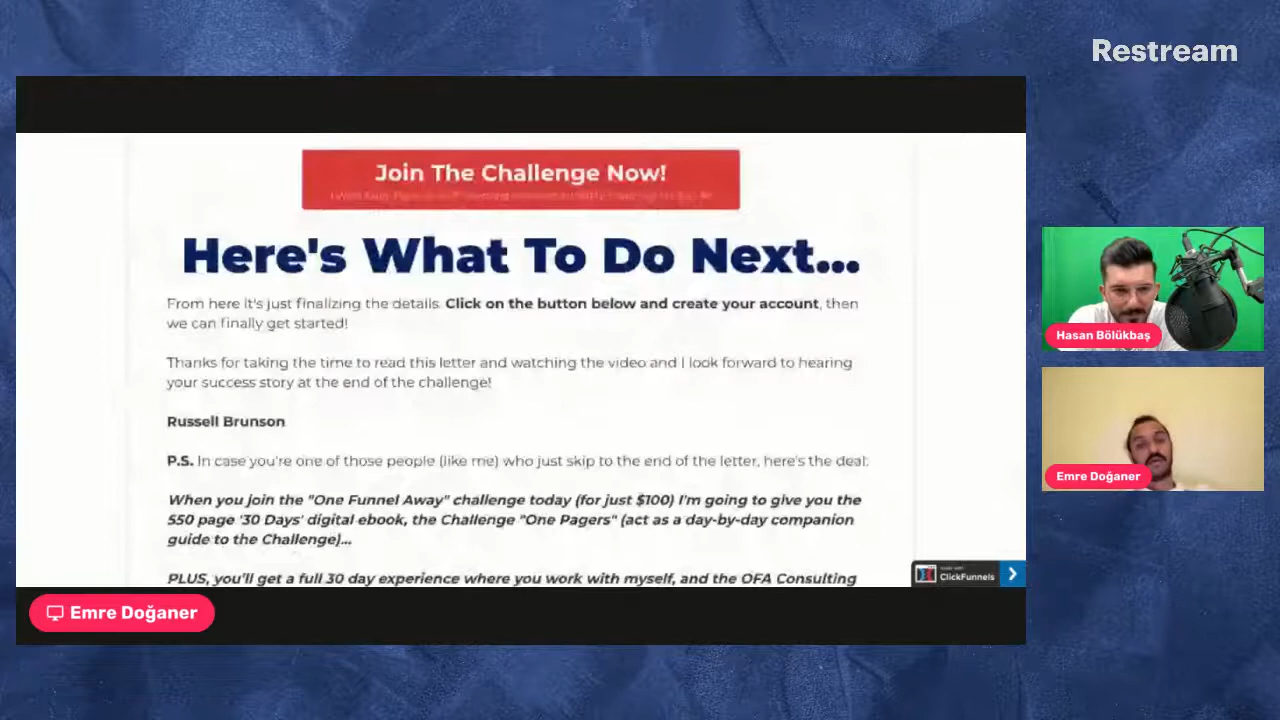 Restream
Join The Challenge Now!
Here's What To Do Next...
From here it's just finalizing the details. Click on the button below and create your account, then
we can finally get started!
Thanks for taking the time to read this letter and watching the video and I look forward to hearing
your success story at the end of the challenge!
Russell Brunson
P.S. In case you're one of those people (like me) who just skip to the end of the letter, here's the deal:
When you join the "One Funnel Away" challenge today (for just $100) I'm going to give you the
550 page '30 Days' digital ebook, the Challenge "One Pagers" (act as a day-by-day companion
guide to the Challenge)...
PLUS, you'll get a full 30 day experience where you work with myself, and the OFA Consulting
made with
ClickFunnels
Emre Doğaner
Hasan Bölükbaş
Emre Doğaner